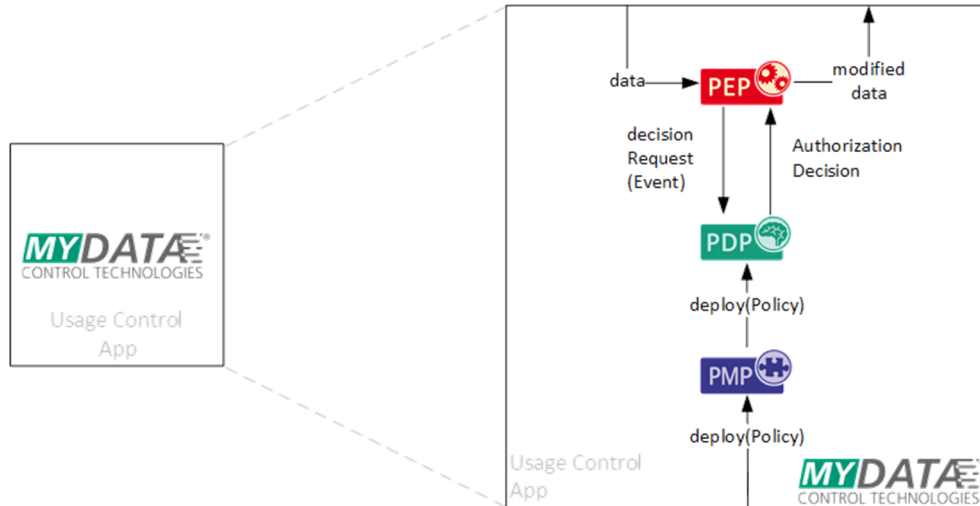 MYDATA®
CONTROL TECHNOLOGIES
Usage Control
App
data
PEP
modified
data
decision
Request
(Event)
Authorization
Decision
PDP
deploy(Policy)
PMP
deploy(Policy)
Usage Control
App
MYDATA
CONTROL TECHNOLOGIES